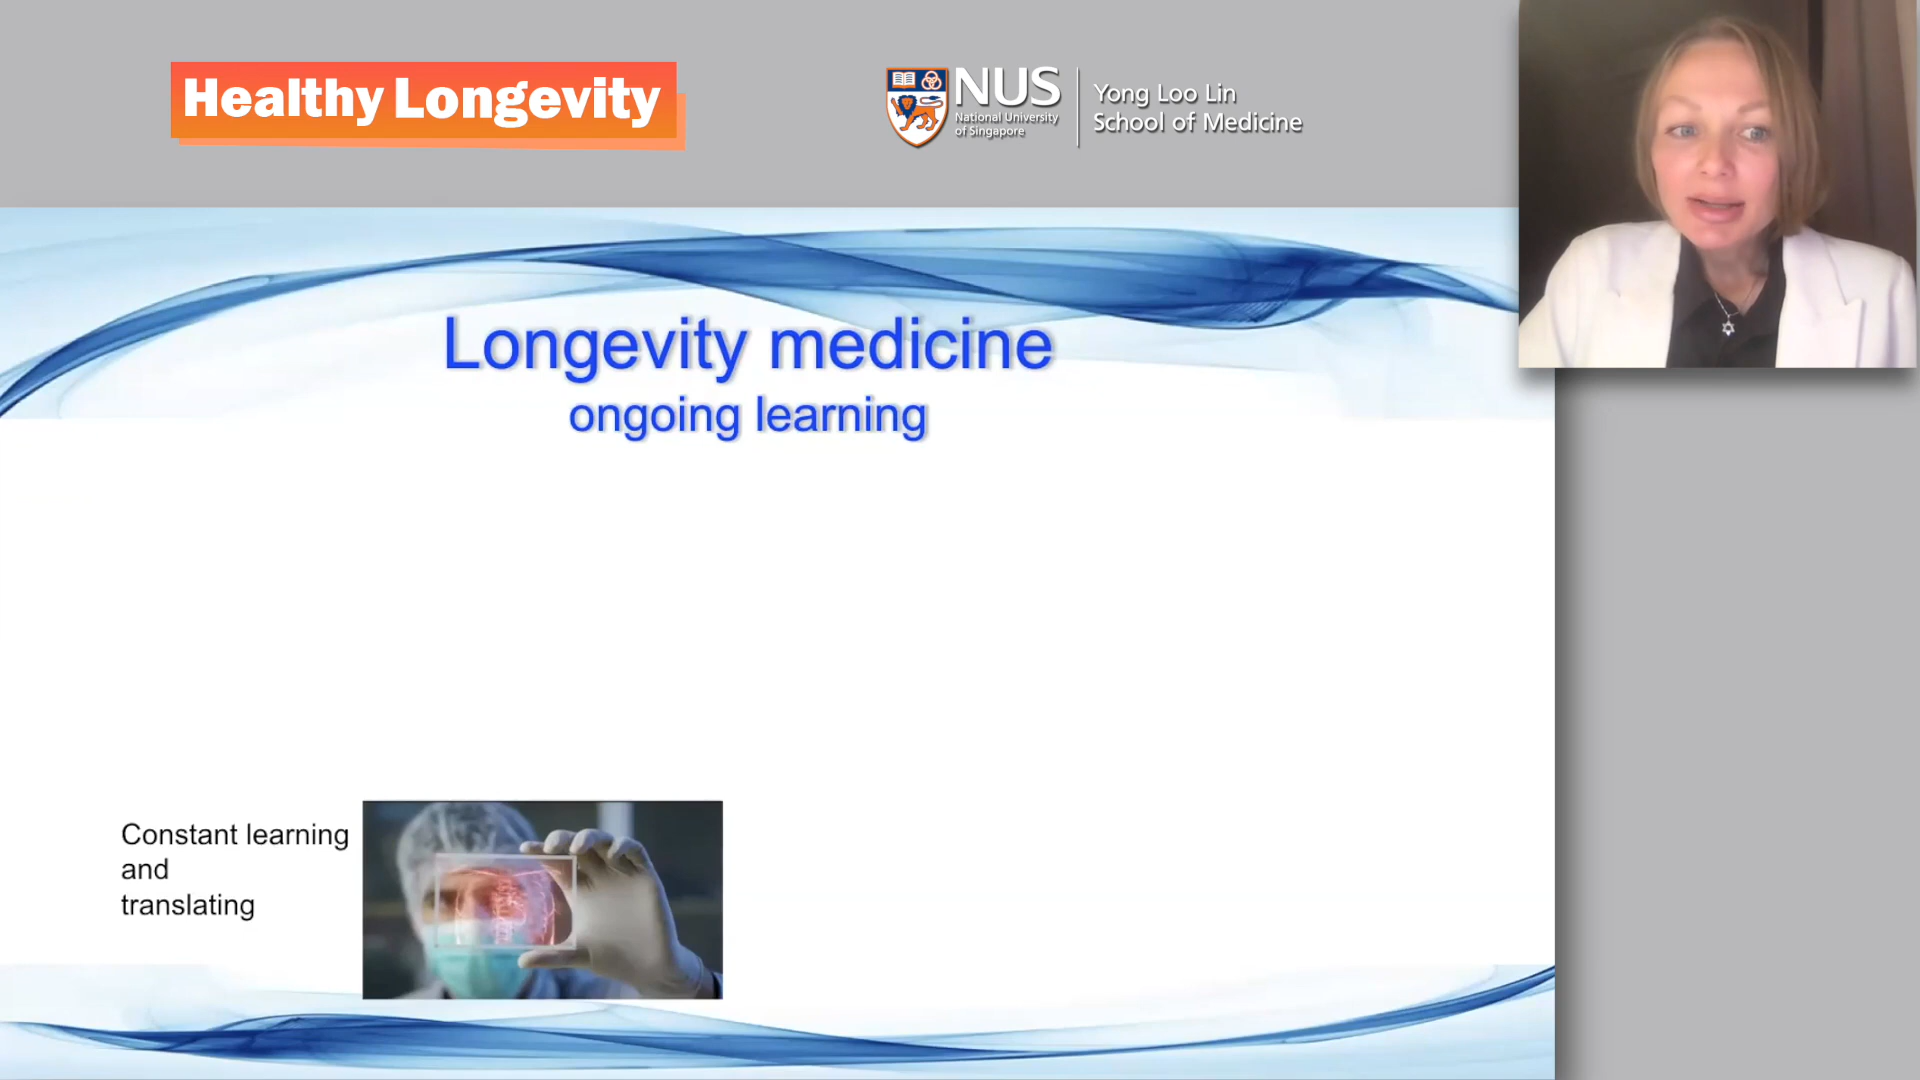 Healthy Longevity
NUS
National University
of Singapore
Yong Loo Lin
School of Medicine
Longevity medicine
ongoing learning
Constant learning
and
translating